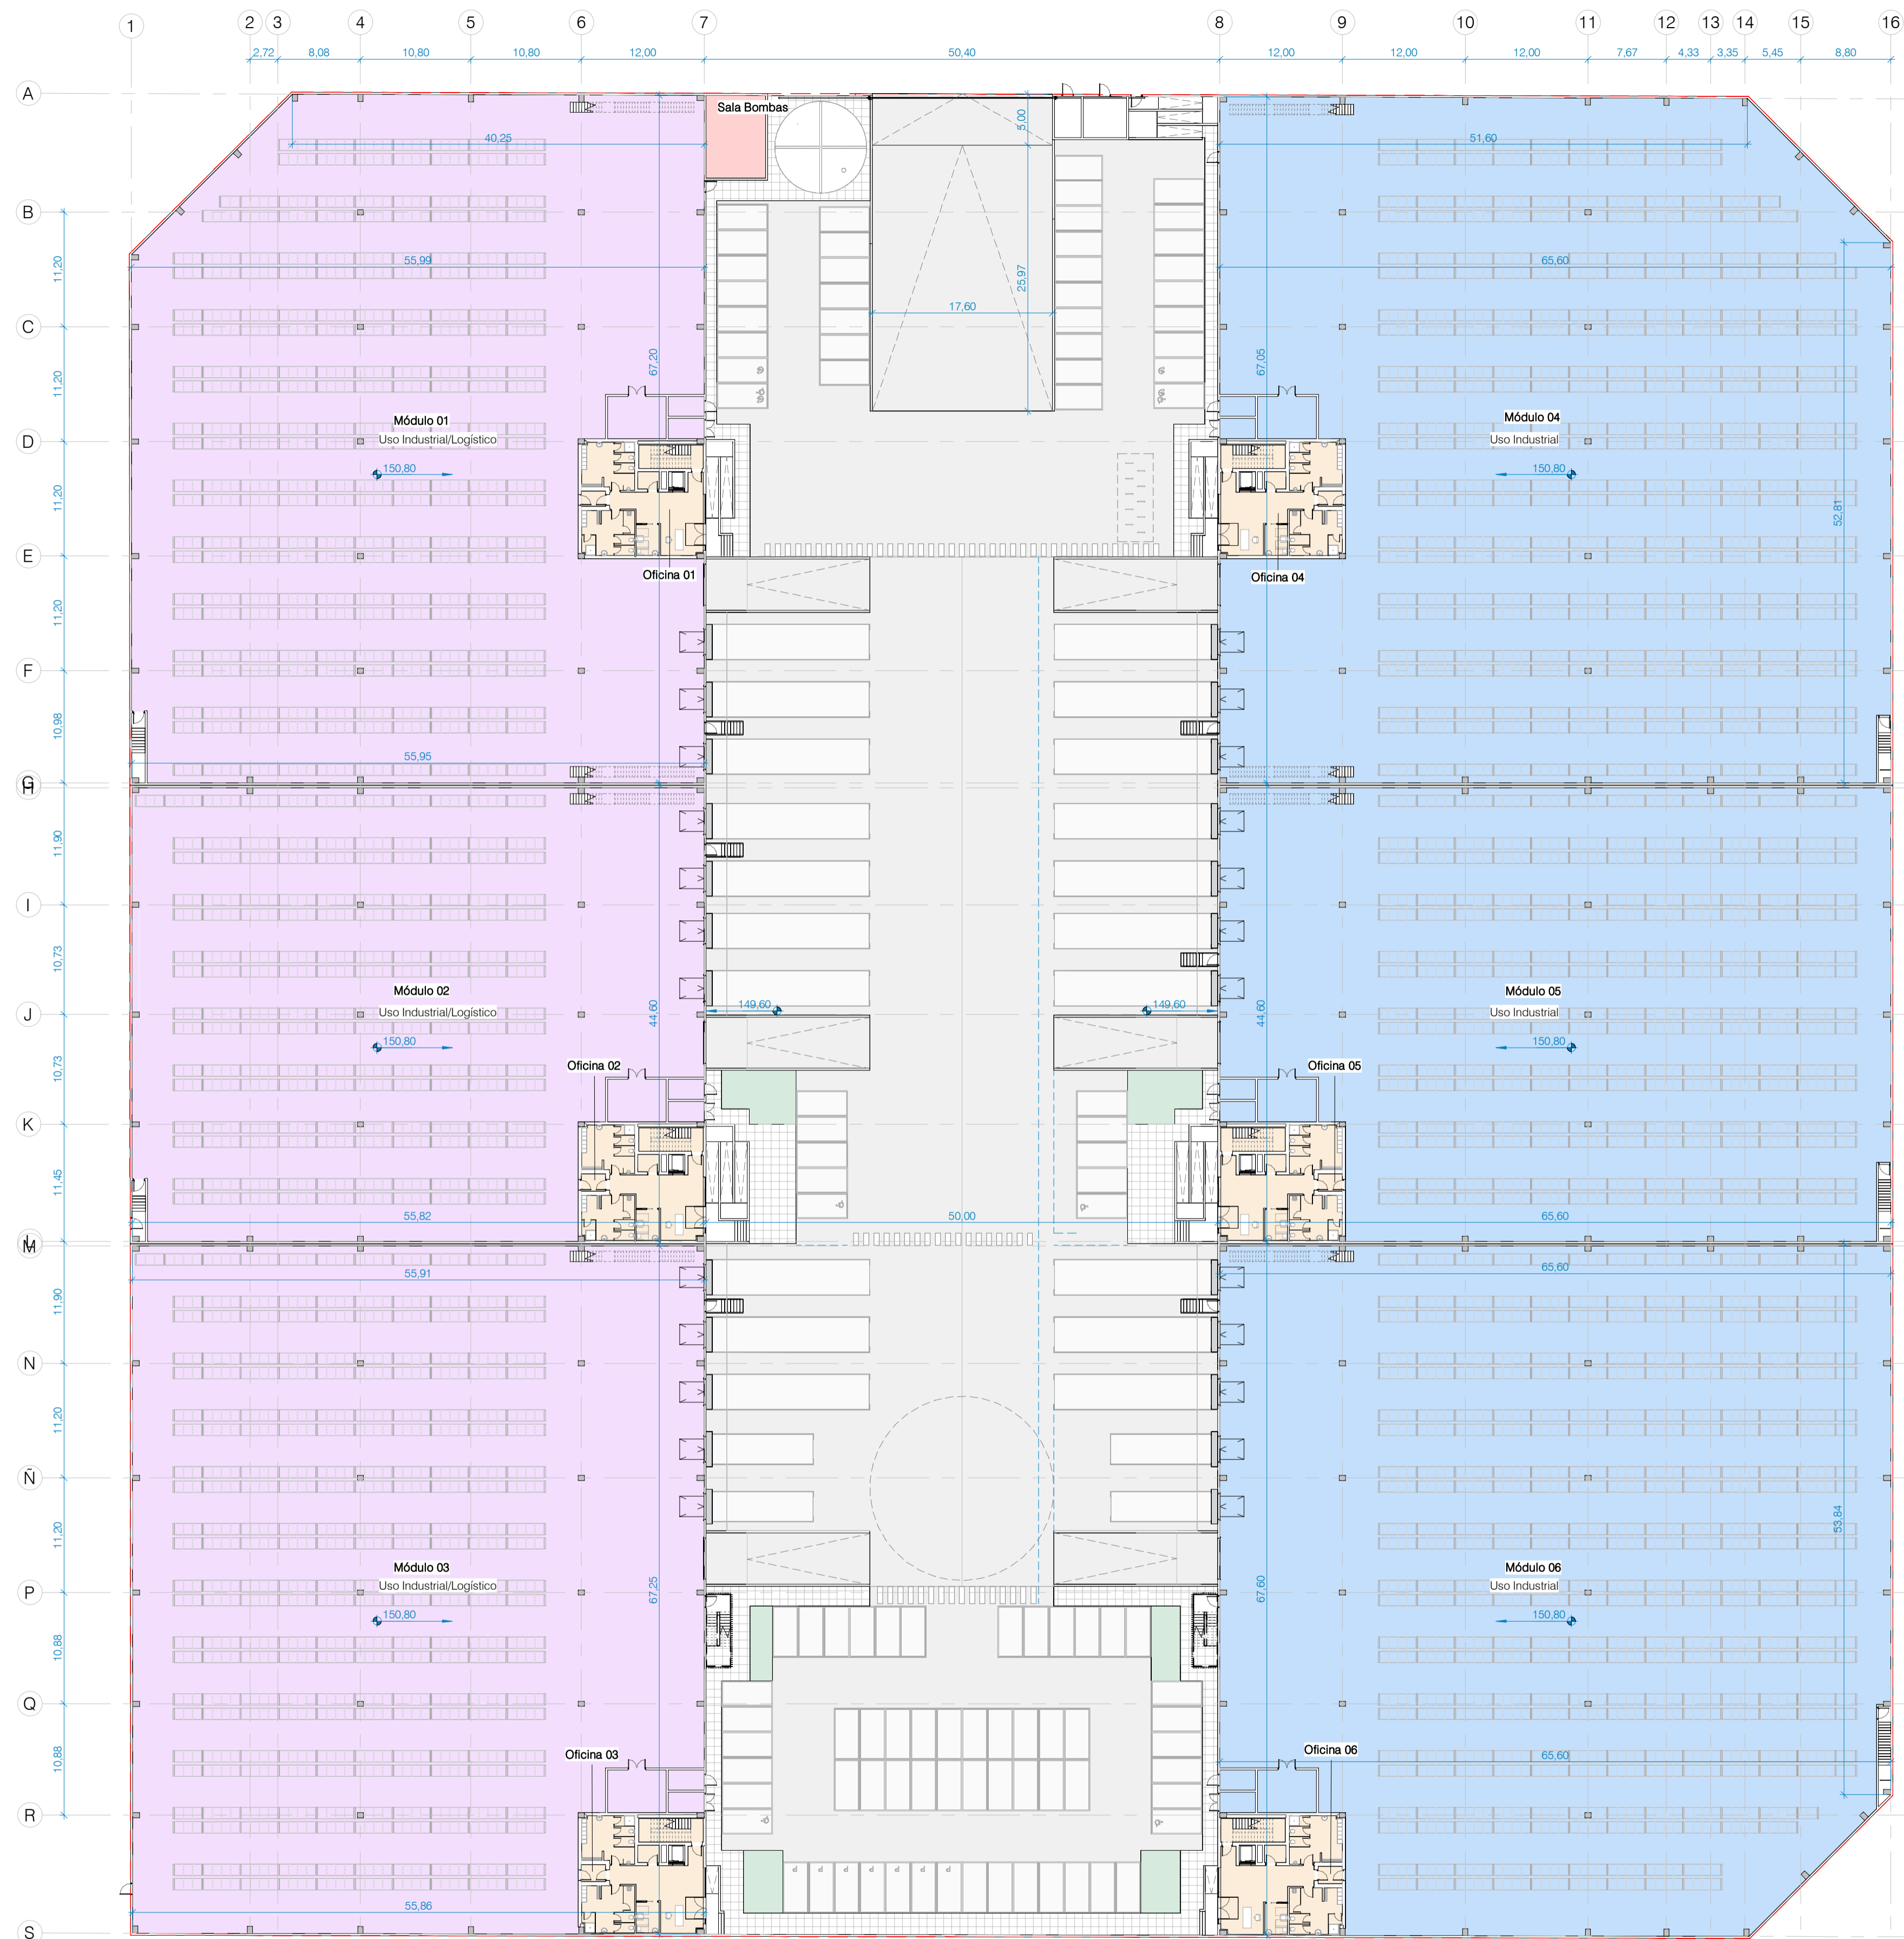 1 2 3 4 5 6 7 8 9 10 11 12 13 14 15 16
2,72 8,08 10,80 10,80 12,00 50,40 12,00 12,00 12,00 7,67 4,33 3,35 5,45 8,80
A
Sala Bombas
5,00
40,25
51,60
B
11,20
55,99
65,60
25,97
17,60
C
67,20
67,05
11,20
Módulo 01
Uso Industrial/Logístico
150,80
Módulo 04
Uso Industrial
150,80
D
11,20
52,81
E
Oficina 01
Oficina 04
11,20
F
10,98
55,95
G
11,90
I
10,73
Módulo 02
Uso Industrial/Logístico
150,80
Módulo 05
Uso Industrial
150,80
149,60
149,60
44,60
44,60
J
10,73
Oficina 02
Oficina 05
K
11,45
55,82
50,00
65,60
M
55,91
65,60
11,90
N
11,20
Ñ
11,20
53,84
Módulo 03
Uso Industrial/Logístico
150,80
Módulo 06
Uso Industrial
150,80
67,25
67,60
P
10,88
Q
10,88
Oficina 03
Oficina 06
65,60
R
55,86
S